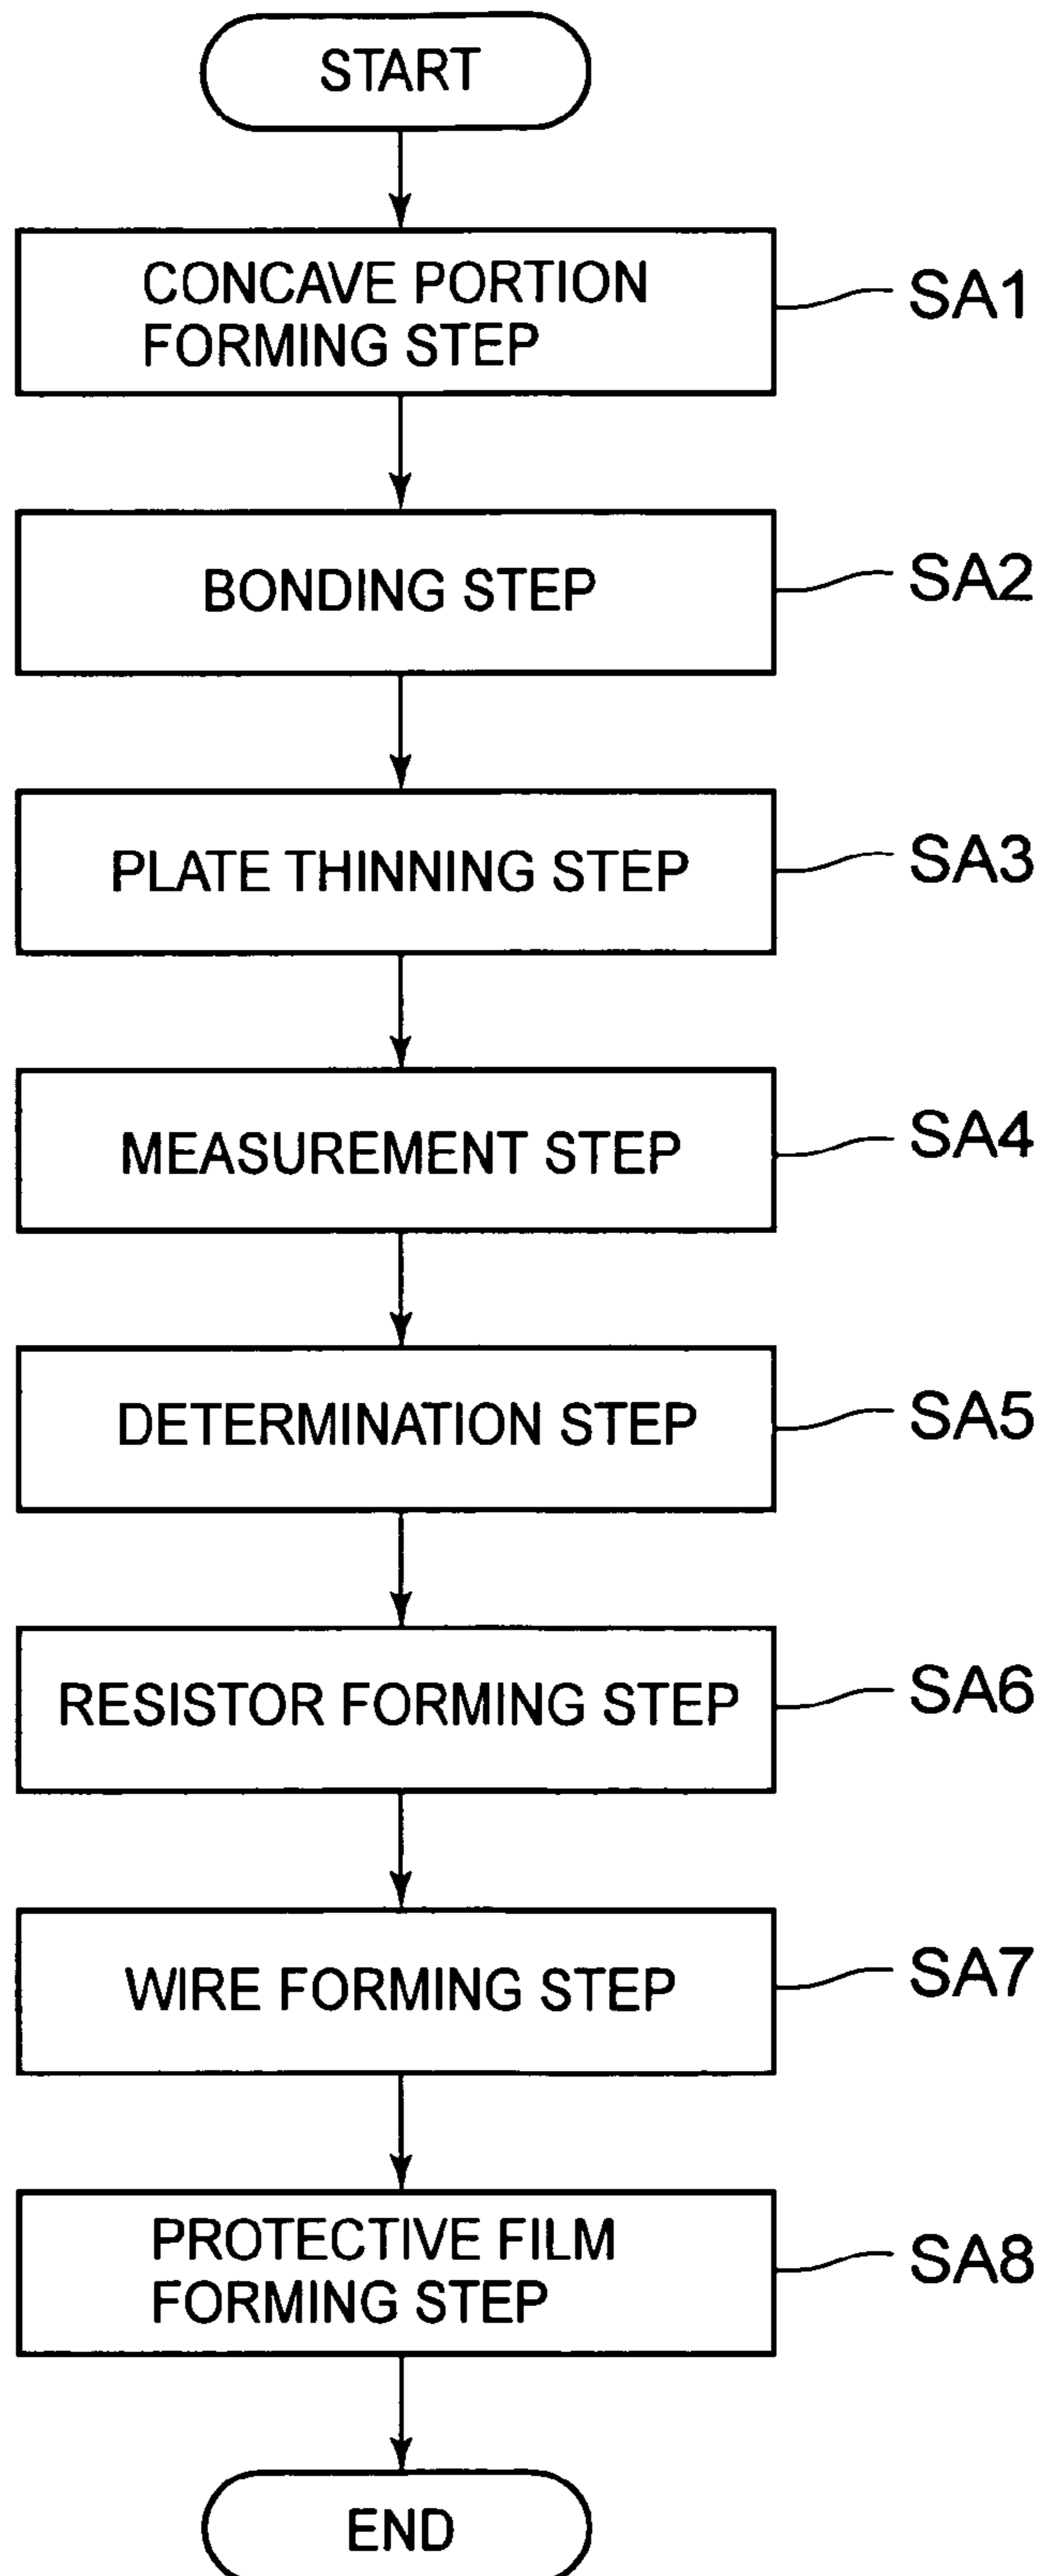 START
CONCAVE PORTION
FORMING STEP
SA1
BONDING STEP
SA2
PLATE THINNING STEP
SA3
MEASUREMENT STEP
SA4
DETERMINATION STEP
SA5
RESISTOR FORMING STEP
SA6
WIRE FORMING STEP
SA7
PROTECTIVE FILM
FORMING STEP
SA8
END